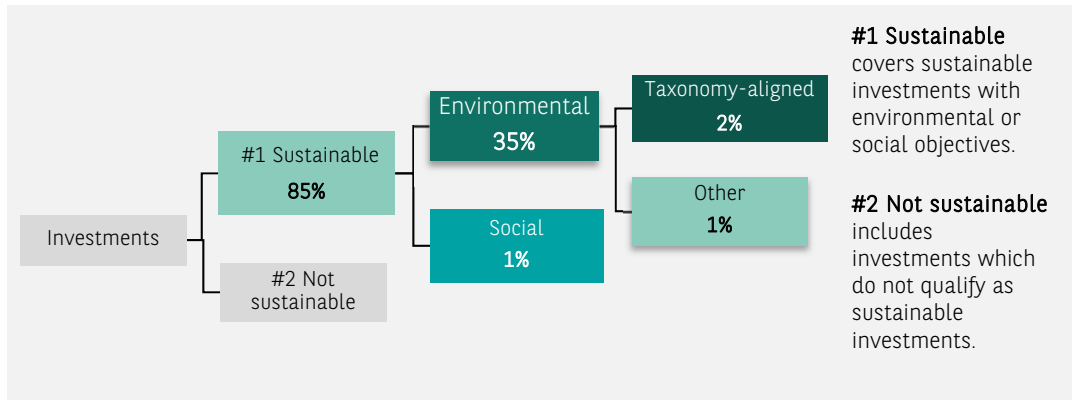 Investments
#1 Sustainable
85%
#2 Not
sustainable
Environmental
35%
Social
1%
Taxonomy-aligned
2%
Other
1%
#1 Sustainable
covers sustainable
investments with
environmental or
social objectives.
#2 Not sustainable
includes
investments which
do not qualify as
sustainable
investments.